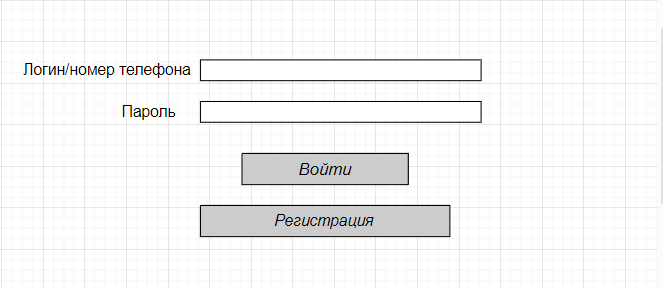 Логин/номер телефона
Пароль
Войти
Регистрация